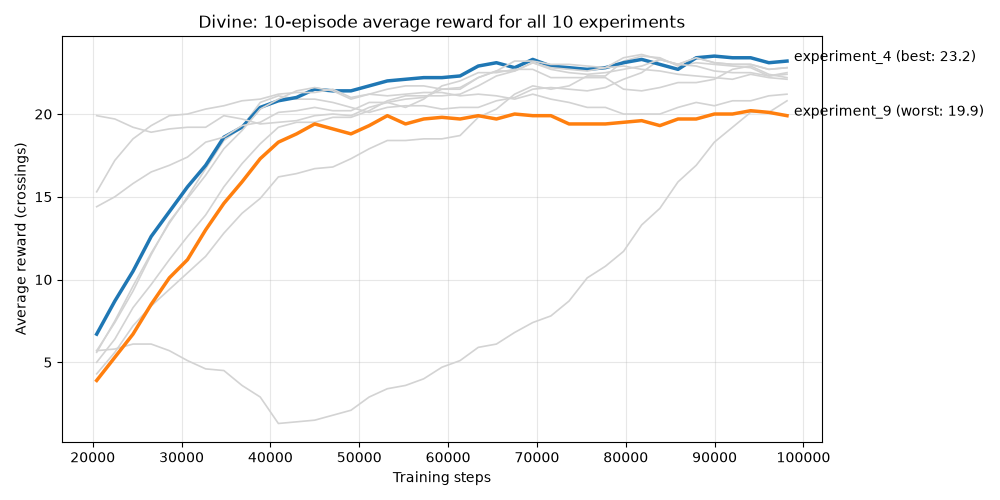 Divine: 10-episode average reward for all 10 experiments
experiment_4 (best: 23.2)
experiment_9 (worst: 19.9)
Average reward (crossings)
20
15
10
5
20000 30000 40000 50000 60000 70000 80000 90000 100000
Training steps